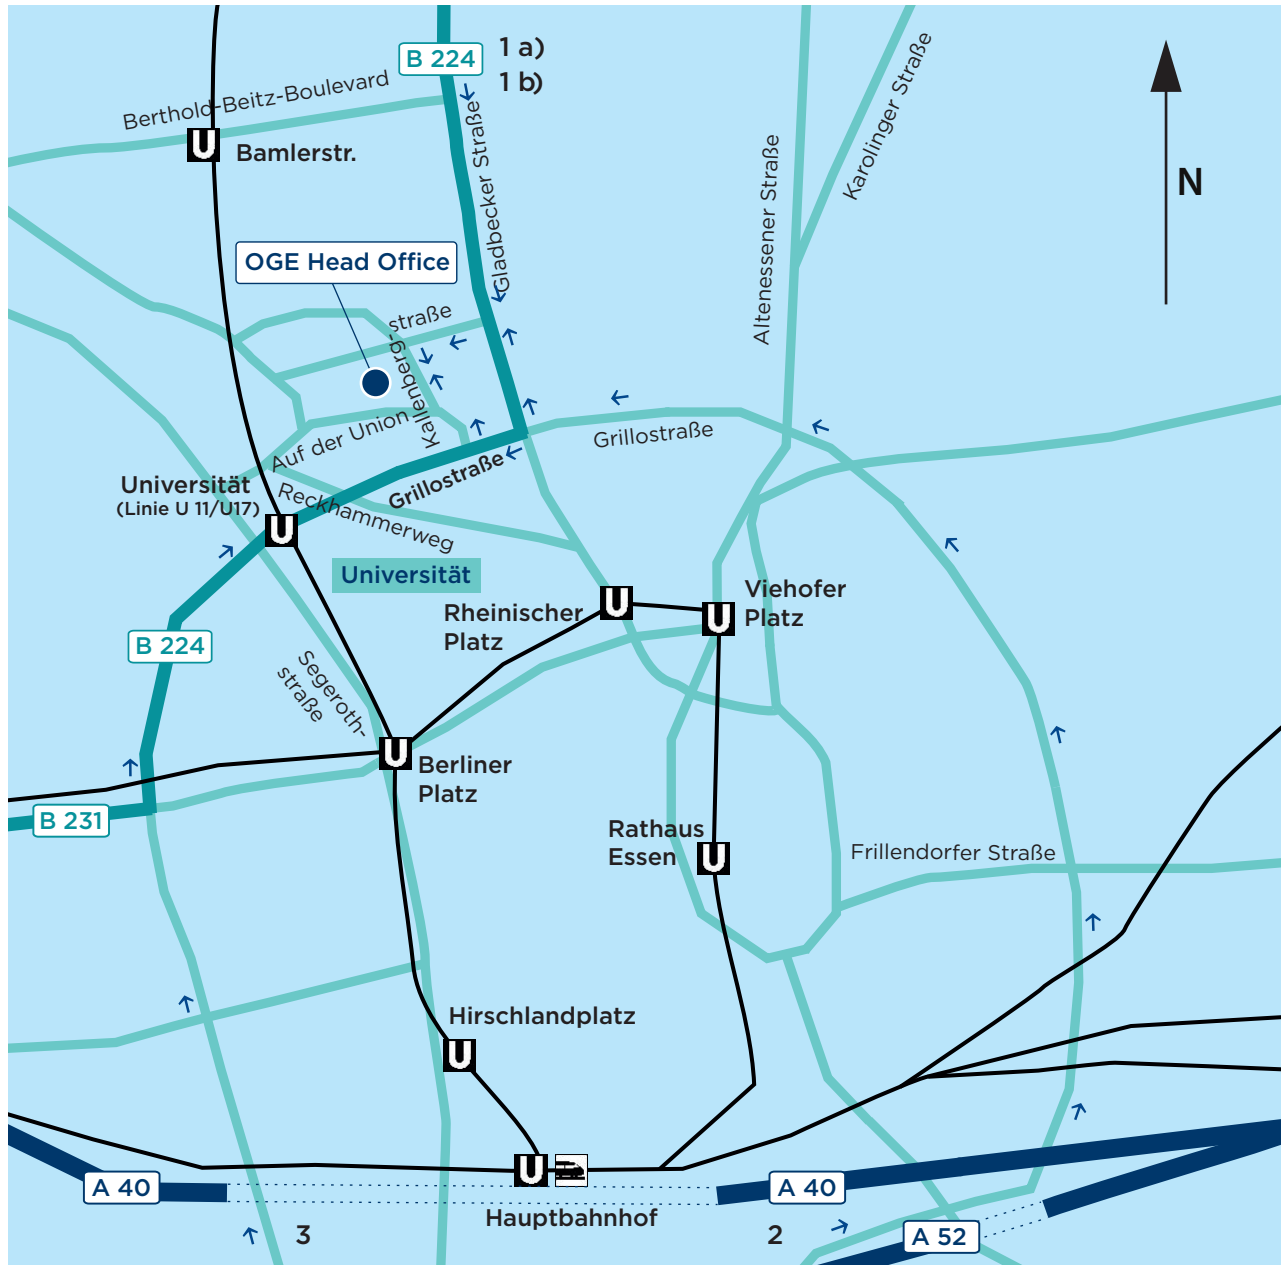 B 224
1 a)
1 b)
Berthold-Beitz-Boulevard
U
Bamlerstr.
Gladbecker Straße
Altenessener Straße
Karolinger Straße
N
OGE Head Office
Kallenberg-
straße
Auf der Union
Grillostraße
Grillostraße
Universität
(Linie U 11/U17)
U
Reckhammerweg
Universität
Rheinischer
Platz
U
Viehofer
Platz
U
B 224
Segeroth-
straße
U
Berliner
Platz
B 231
Rathaus
Essen
U
Frillendorfer Straße
Hirschlandplatz
U
U
A 40
A 40
Hauptbahnhof
3
2
A 52